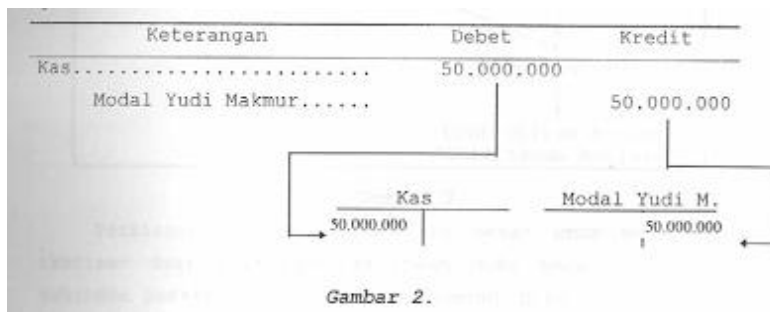 Keterangan Debet Kredit
Kas......................... 50.000.000
Modal Yudi Makmur...... 50.000.000
Kas Modal Yudi M.
50.000.000 50.000.000
Gambar 2.